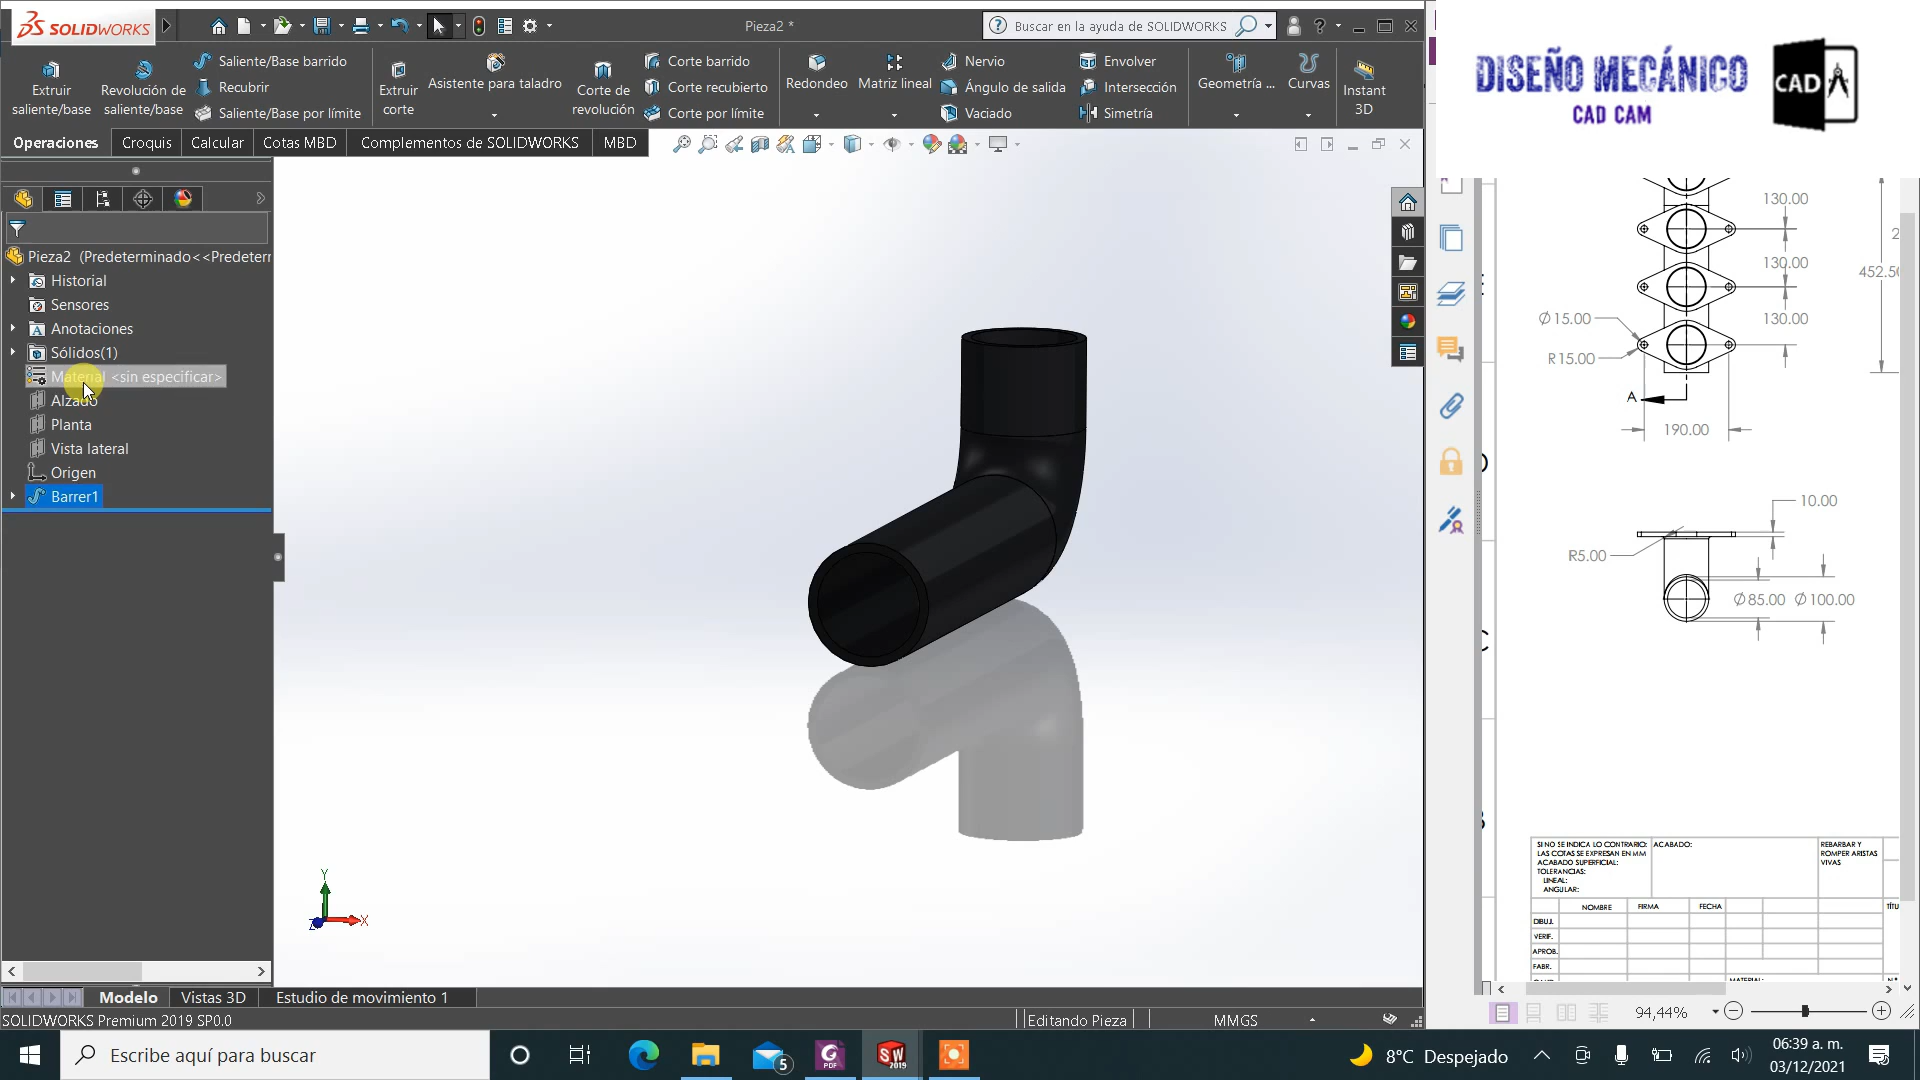 SOLIDWORKS
Pieza2 *
Buscar en la ayuda de SOLIDWORKS
Extruir saliente/base
Revolución de saliente/base
Saliente/Base barrido
Recubrir
Saliente/Base por límite
Extruir corte
Asistente para taladro
Corte de revolución
Corte barrido
Corte recubierto
Corte por límite
Redondeo
Matriz lineal
Nervio
Ángulo de salida
Vaciado
Envolver
Intersección
Simetría
Geometría ...
Curvas
Instant 3D
Operaciones
Croquis
Calcular
Cotas MBD
Complementos de SOLIDWORKS
MBD
Pieza2 (Predeterminado<<Predeterr
Historial
Sensores
Anotaciones
Sólidos(1)
Material <sin especificar>
Alzado
Planta
Vista lateral
Origen
Barrer1
Y
X
Z
Modelo
Vistas 3D
Estudio de movimiento 1
SOLIDWORKS Premium 2019 SP0.0
Editando Pieza
MMGS
DISEÑO MECÁNICO
CAD CAM
CAD
130.00
130.00
130.00
452.50
Ø15.00
R15.00
A
190.00
10.00
R5.00
Ø85.00
Ø100.00
SI NO SE INDICA LO CONTRARIO:
LAS COTAS SE EXPRESAN EN MM
ACABADO SUPERFICIAL:
TOLERANCIAS:
LINEAL:
ANGULAR:
ACABADO:
REBARBAR Y
ROMPER ARISTAS
VIVAS
NOMBRE
FIRMA
FECHA
DIBUJ.
VERIF.
APROB.
FABR.
94,44%
Escribe aquí para buscar
5
PDF
SW
2019
8°C Despejado
06:39 a. m.
03/12/2021